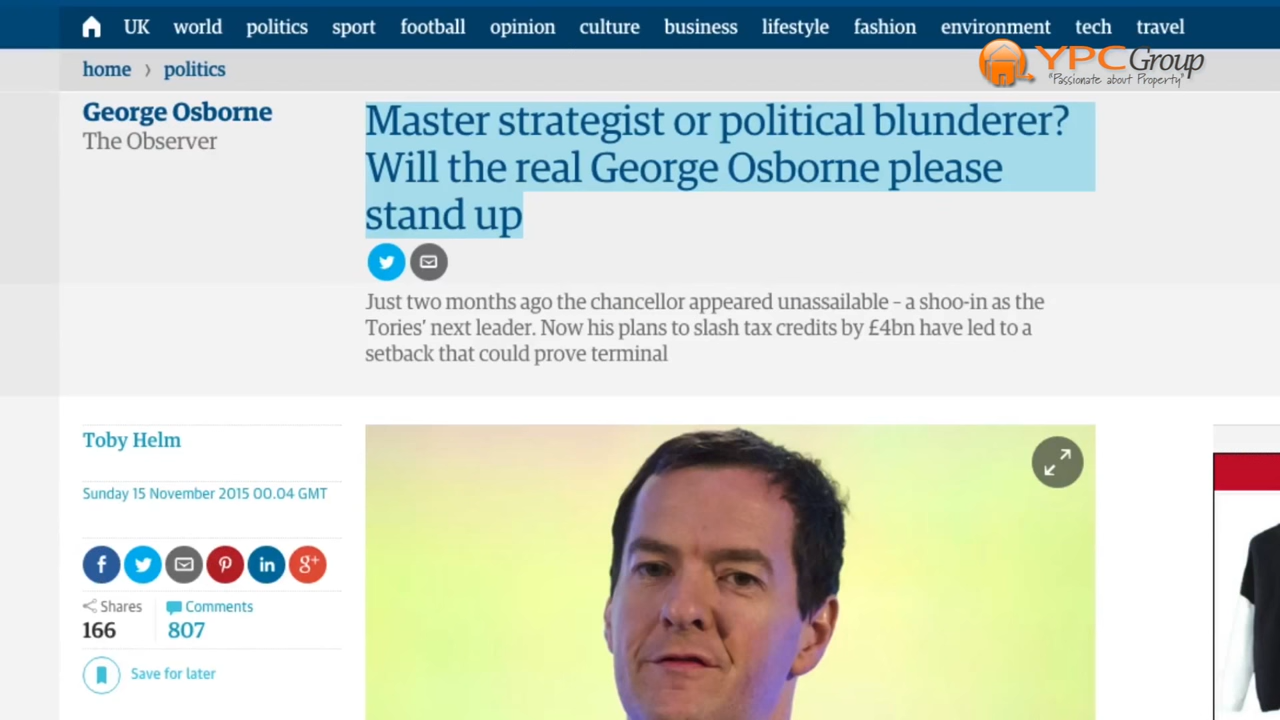 UK world politics sport football opinion culture business lifestyle fashion environment tech travel
home › politics
YPC Group
"Passionate about Property"
George Osborne
The Observer
Master strategist or political blunderer?
Will the real George Osborne please
stand up
Just two months ago the chancellor appeared unassailable – a shoo-in as the
Tories' next leader. Now his plans to slash tax credits by £4bn have led to a
setback that could prove terminal
Toby Helm
Sunday 15 November 2015 00.04 GMT
f in g+
Shares Comments
166 807
Save for later